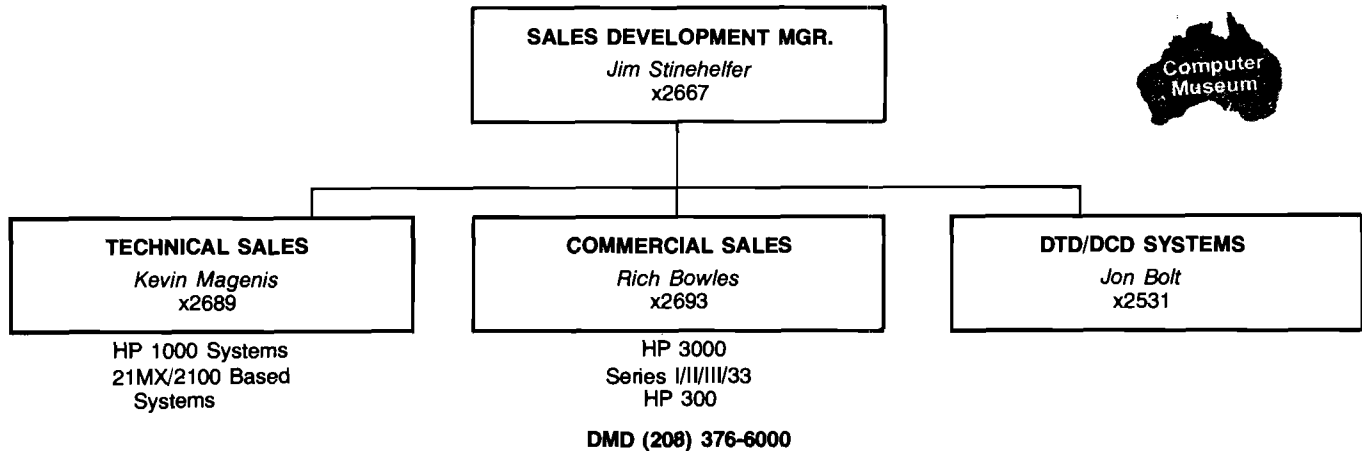 SALES DEVELOPMENT MGR.
Jim Stinehelfer
x2667
Computer
Museum
TECHNICAL SALES
Kevin Magenis
x2689
HP 1000 Systems
21MX/2100 Based
Systems
COMMERCIAL SALES
Rich Bowles
x2693
HP 3000
Series I/II/III/33
HP 300
DTD/DCD SYSTEMS
Jon Bolt
x2531
DMD (208) 376-6000